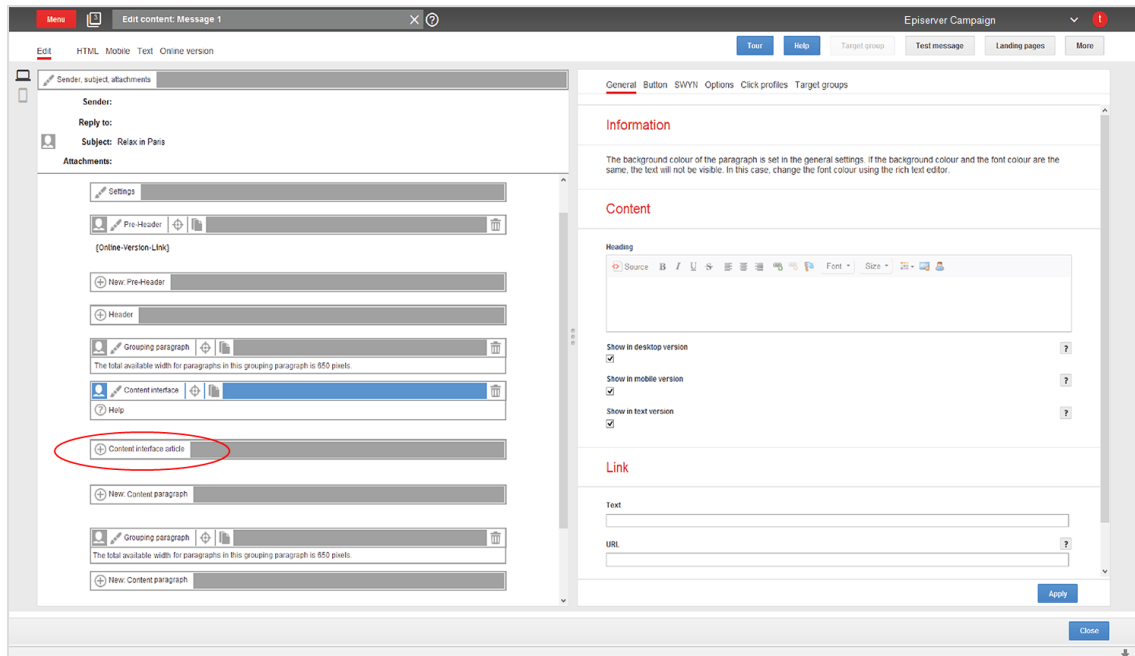 Menu
3
Edit content: Message 1
Episerver Campaign
t
Edit HTML Mobile Text Online version
Tour Help Target group Test message Landing pages More
Sender, subject, attachments
Sender:
Reply to:
Subject: Relax in Paris
Attachments:
Settings
Pre-Header
{Online-Version-Link}
New: Pre-Header
Header
Grouping paragraph
The total available width for paragraphs in this grouping paragraph is 650 pixels.
Content interface
? Help
Content interface article
New: Content paragraph
Grouping paragraph
The total available width for paragraphs in this grouping paragraph is 650 pixels.
New: Content paragraph
General Button SWYN Options Click profiles Target groups
Information
The background colour of the paragraph is set in the general settings. If the background colour and the font colour are the
same, the text will not be visible. In this case, change the font colour using the rich text editor.
Content
Heading
Source B I U S Font Size
Show in desktop version
?
Show in mobile version
?
Show in text version
?
Link
Text
URL
?
Apply
Close